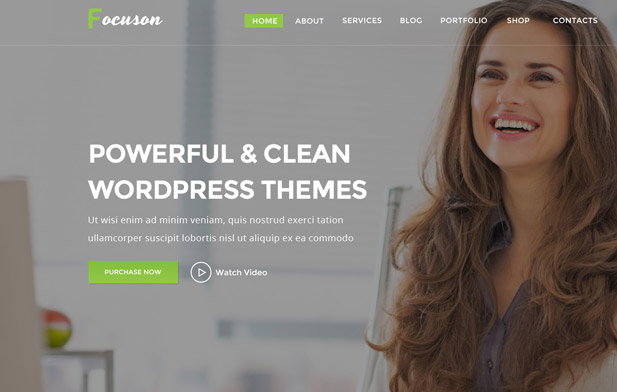 Focuson
HOME ABOUT SERVICES BLOG PORTFOLIO SHOP CONTACTS
POWERFUL & CLEAN
WORDPRESS THEMES
Ut wisi enim ad minim veniam, quis nostrud exerci tation
ullamcorper suscipit lobortis nisl ut aliquip ex ea commodo
PURCHASE NOW Watch Video